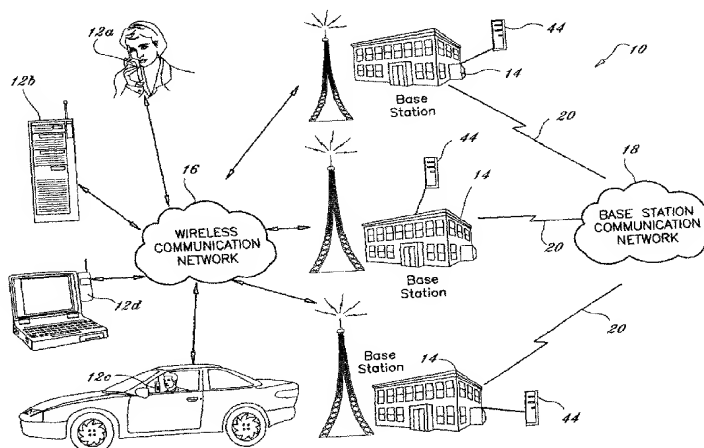 12a
44
10
12b
14
Base
Station
20
44
18
16
14
WIRELESS
COMMUNICATION
NETWORK
BASE STATION
COMMUNICATION
NETWORK
20
Base
Station
12d
20
Base
Station
14
12c
44